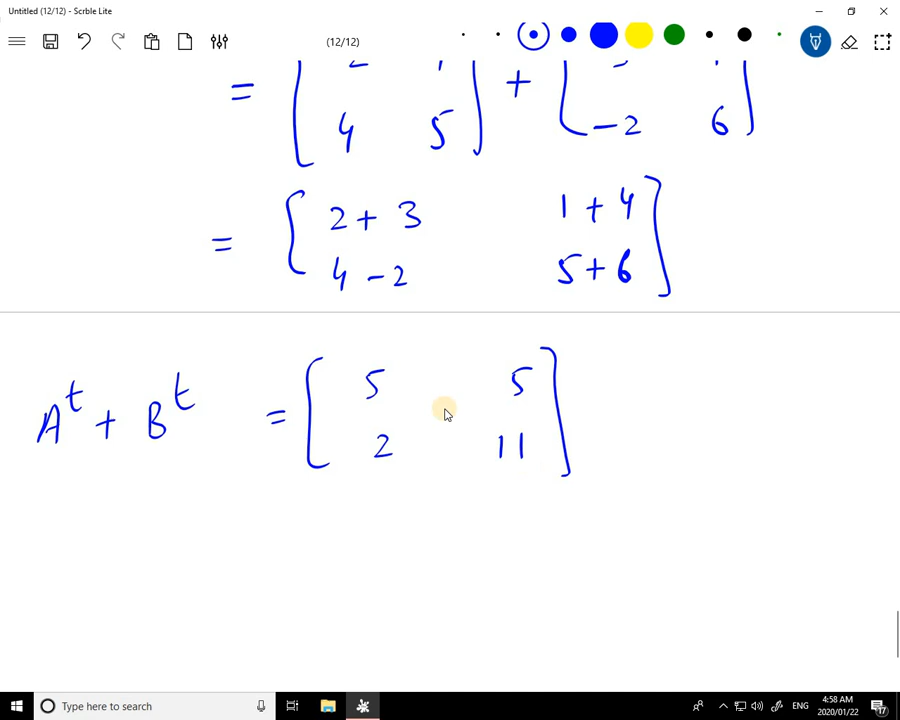 Untitled (12/12) - Scrble Lite
(12/12)
= [ ] + [ ]
4 5 -2 6
= [ 2 + 3 1 + 4 ]
4 - 2 5 + 6
A^t + B^t = [ 5 5 ]
2 11
Type here to search
ENG
4:58 AM
2020/01/22
17